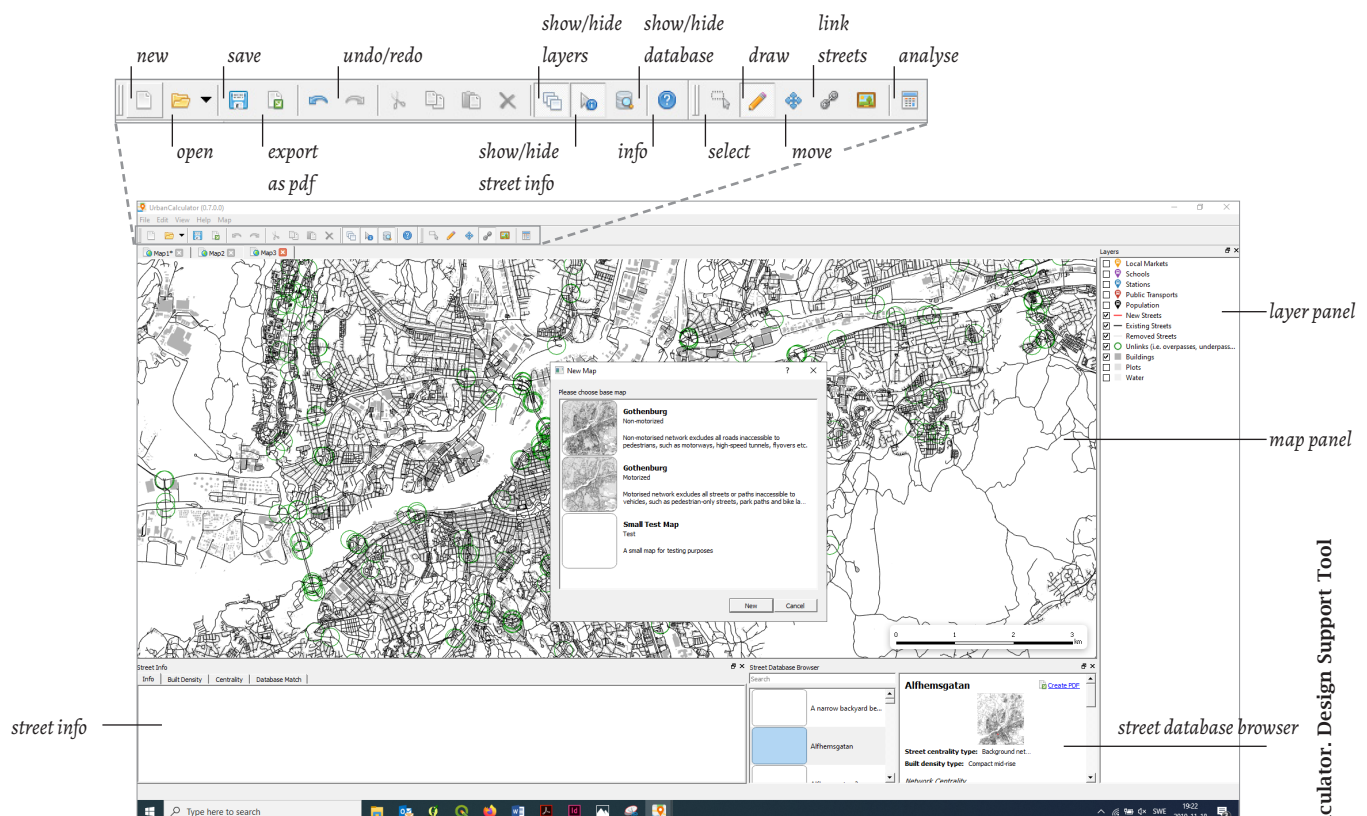 show/hide show/hide link
new save undo/redo layers database draw streets analyse
open export show/hide info select move
as pdf street info
UrbanCalculator (0.7.0.0)
File Edit View Help Map
Map1* Map2 Map3
Layers
Local Markets
Schools
Stations
Public Transports
Population
New Streets
Existing Streets
Removed Streets
Unlinks (i.e. overpasses, underpass...
Buildings
Plots
Water
layer panel
map panel
New Map ? ×
Please choose base map
Gothenburg
Non-motorized
Non-motorised network excludes all roads inaccessible to
pedestrians, such as motorways, high-speed tunnels, flyovers etc.
Gothenburg
Motorized
Motorised network excludes all streets or paths inaccessible to
vehicles, such as pedestrian-only streets, park paths and bike la...
Small Test Map
Test
A small map for testing purposes
New Cancel
0 1 2 3
km
Street Info
Info Built Density Centrality Database Match
street info
Street Database Browser
Search
A narrow backyard be...
Alfhemsgatan
Alfhemsgatan
Create PDF
Street centrality type: Background net...
Built density type: Compact mid-rise
Network Centrality
street database browser
Type here to search
SWE
19:22
culator. Design Support Tool